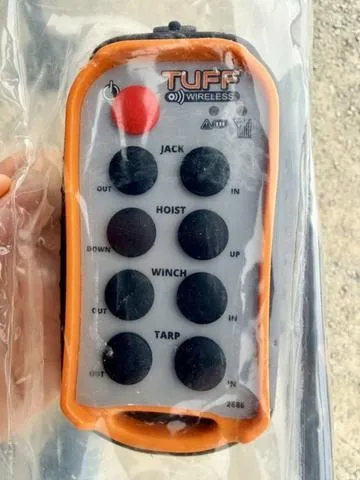 TUFF
WIRELESS
JACK
OUT IN
HOIST
DOWN UP
WINCH
OUT IN
TARP
OUT IN
2686